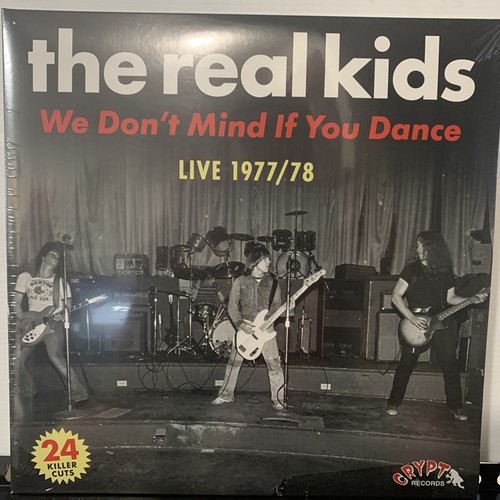 the real kids
We Don't Mind If You Dance
LIVE 1977/78
24
KILLER
CUTS
CRYPT
RECORDS